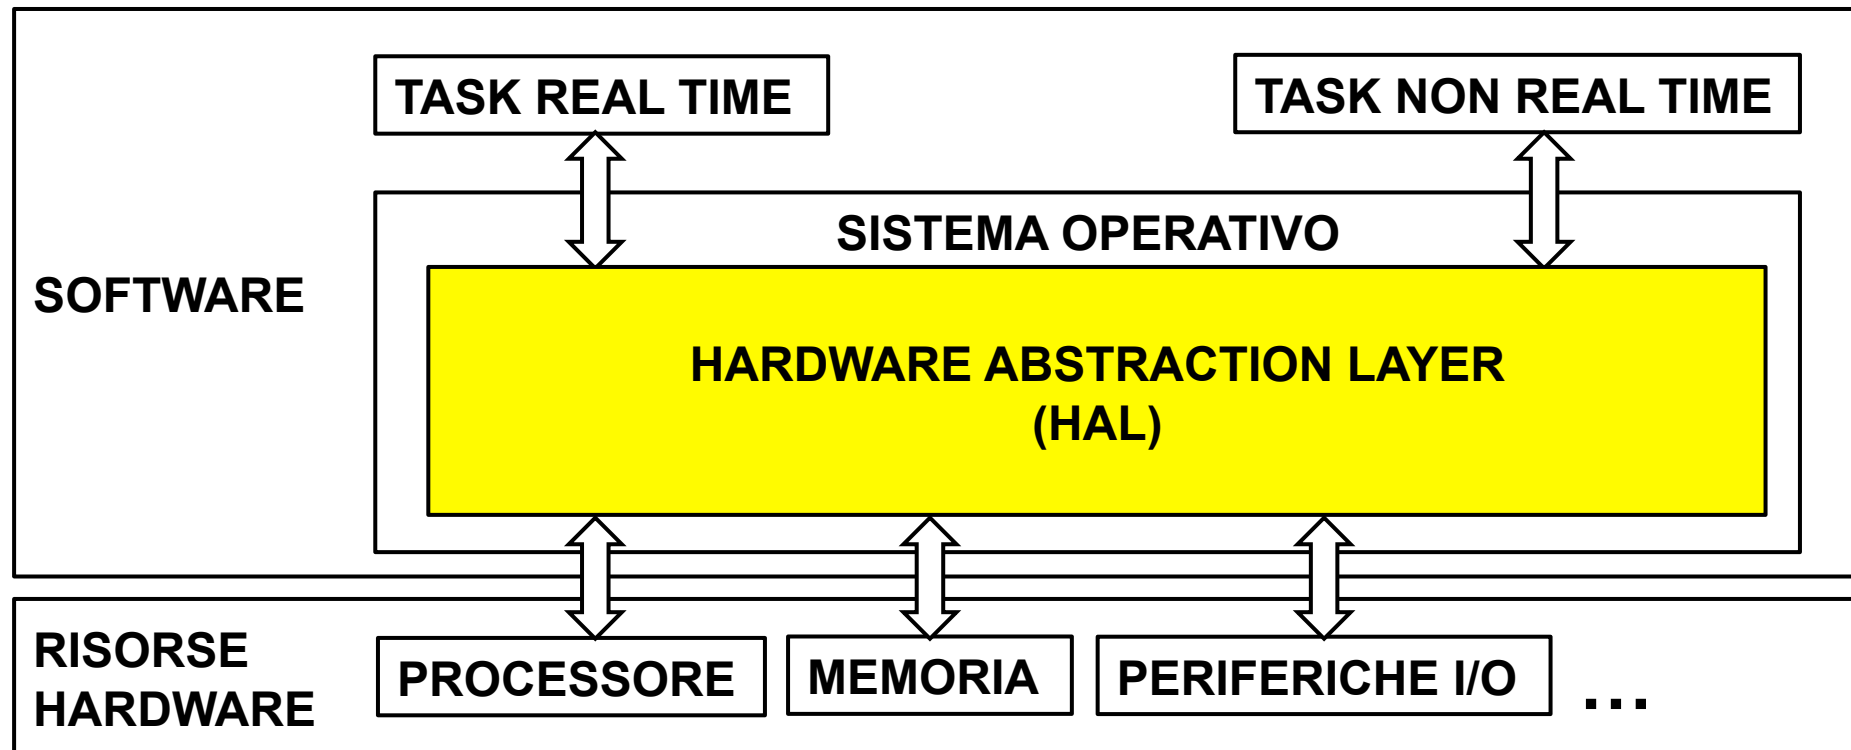 TASK REAL TIME
TASK NON REAL TIME
SISTEMA OPERATIVO
SOFTWARE
HARDWARE ABSTRACTION LAYER
(HAL)
RISORSE
HARDWARE
PROCESSORE
MEMORIA
PERIFERICHE I/O
...